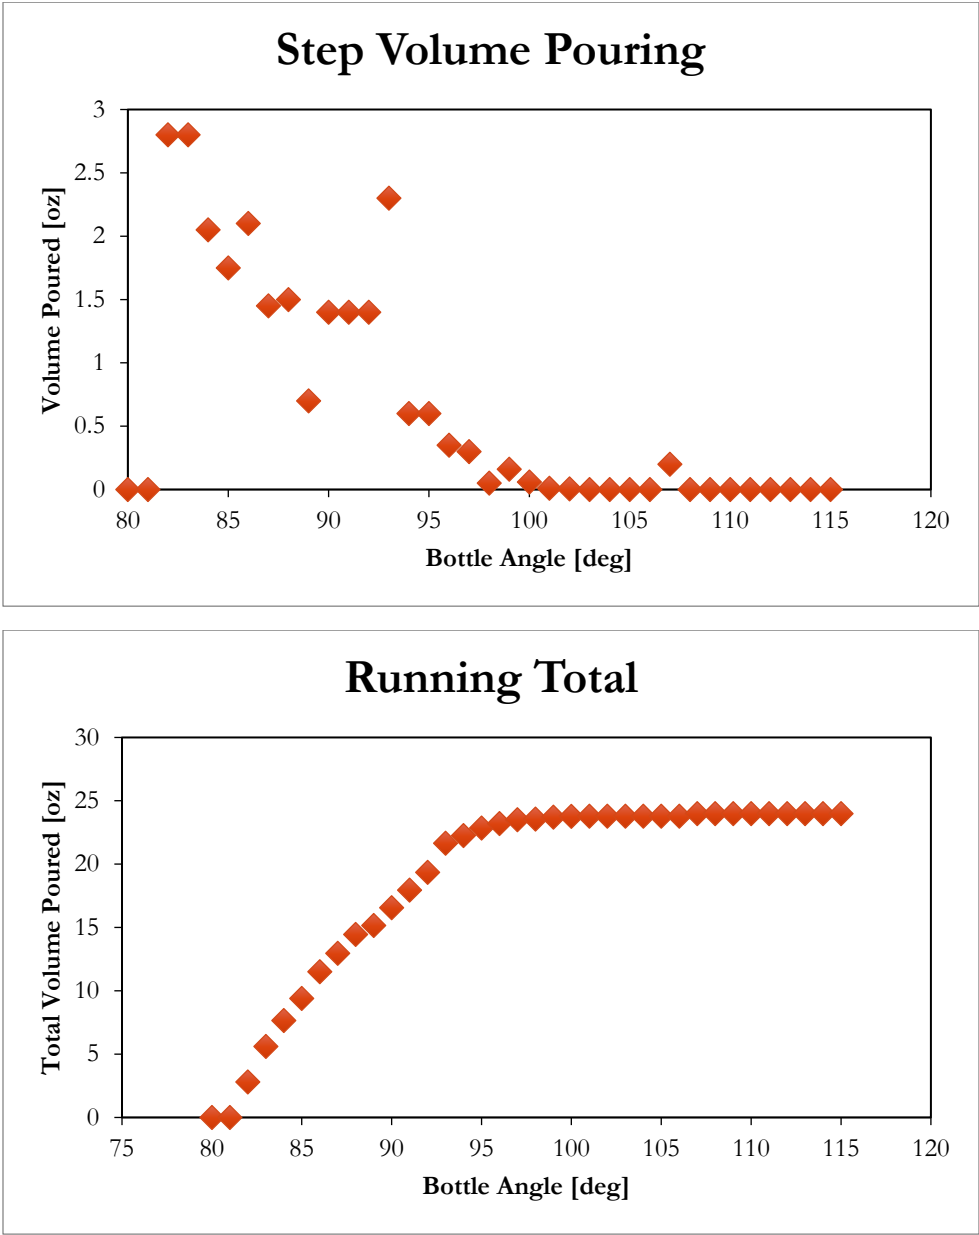 Step Volume Pouring
3
2.5
2
1.5
1
0.5
0
Volume Poured [oz]
80 85 90 95 100 105 110 115 120
Bottle Angle [deg]
Running Total
30
25
20
15
10
5
0
Total Volume Poured [oz]
75 80 85 90 95 100 105 110 115 120
Bottle Angle [deg]